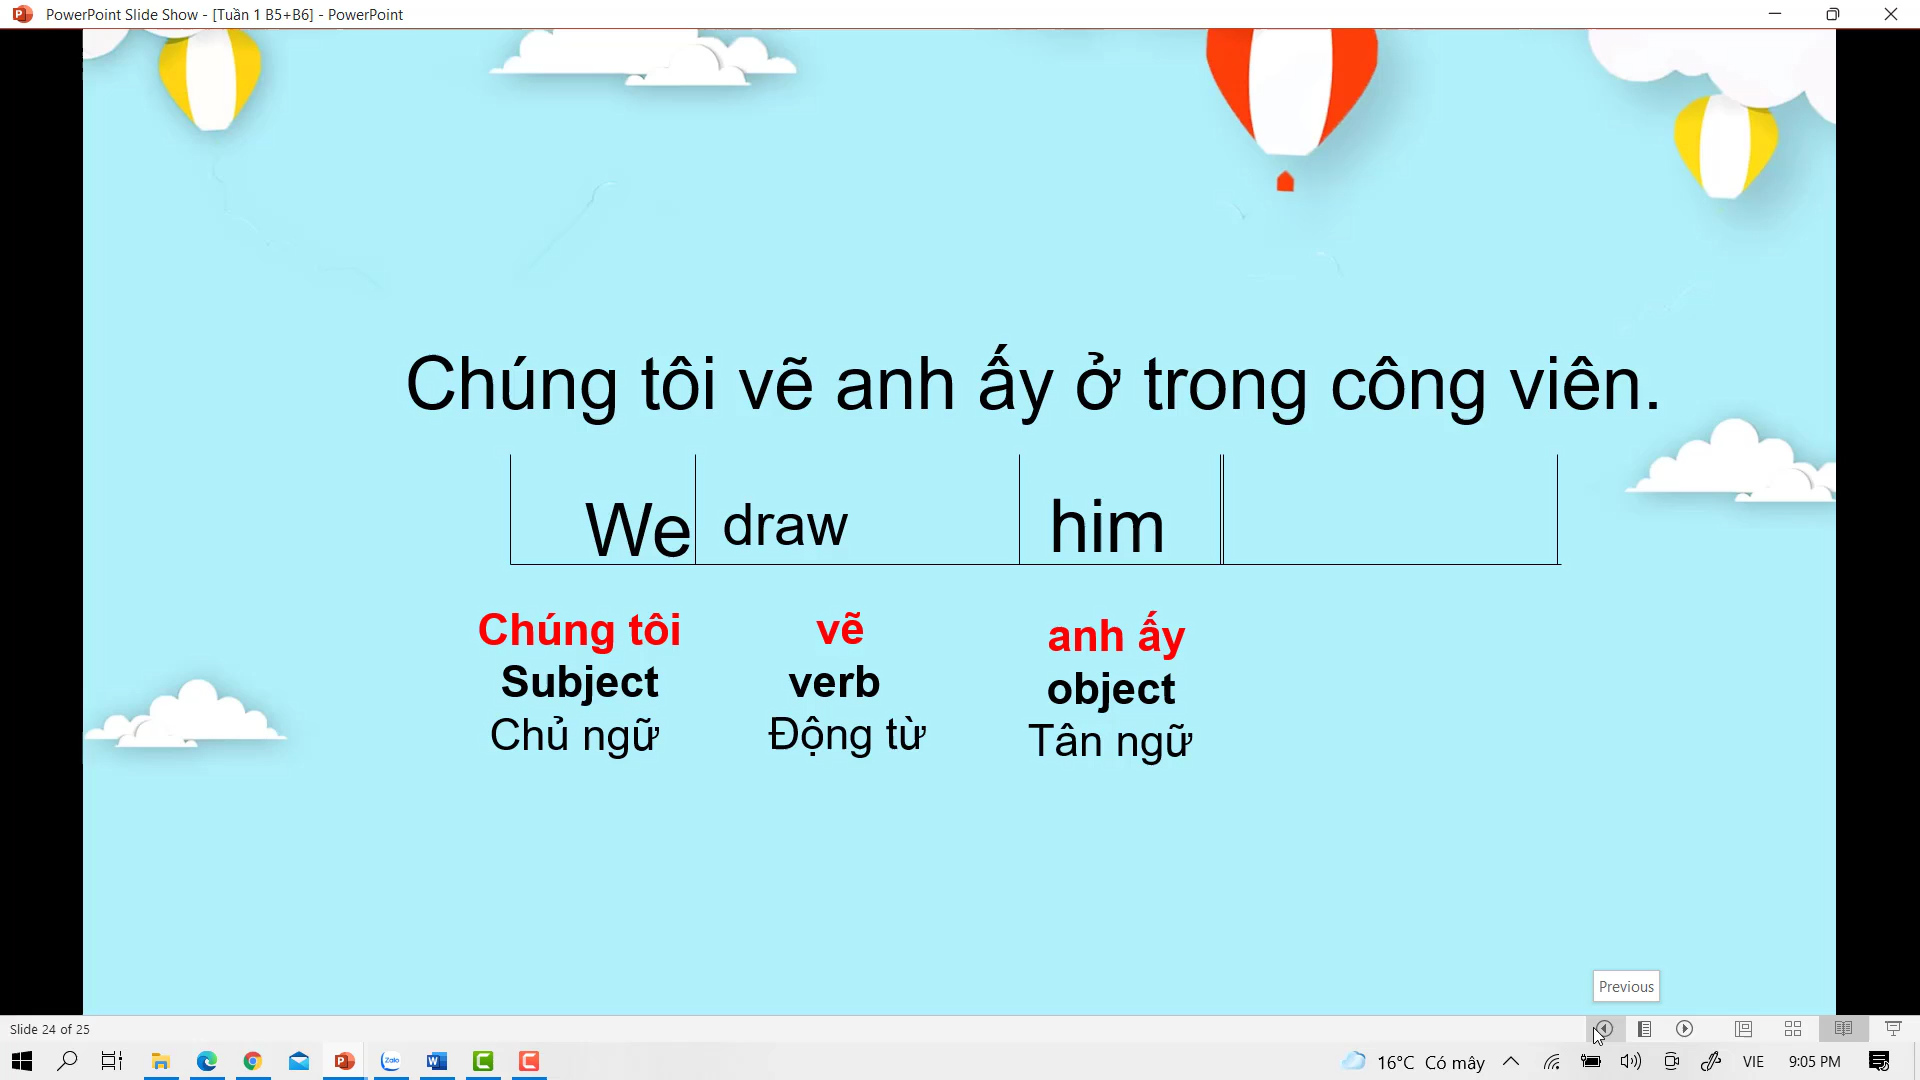 PowerPoint Slide Show - [Tuần 1 B5+B6] - PowerPoint
Chúng tôi vẽ anh ấy ở trong công viên.
We draw him
Chúng tôi vẽ anh ấy
Subject verb object
Chủ ngữ Động từ Tân ngữ
Previous
Slide 24 of 25
Zalo
16°C Có mây VIE 9:05 PM